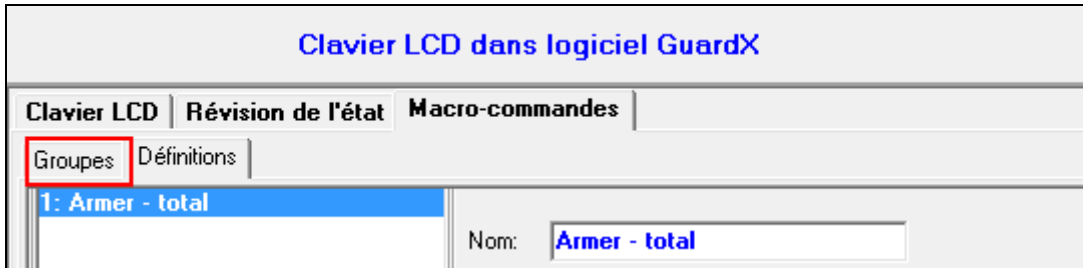 Clavier LCD dans logiciel GuardX
Clavier LCD Révision de l'état Macro-commandes
Groupes Définitions
1: Armer - total
Nom: Armer - total